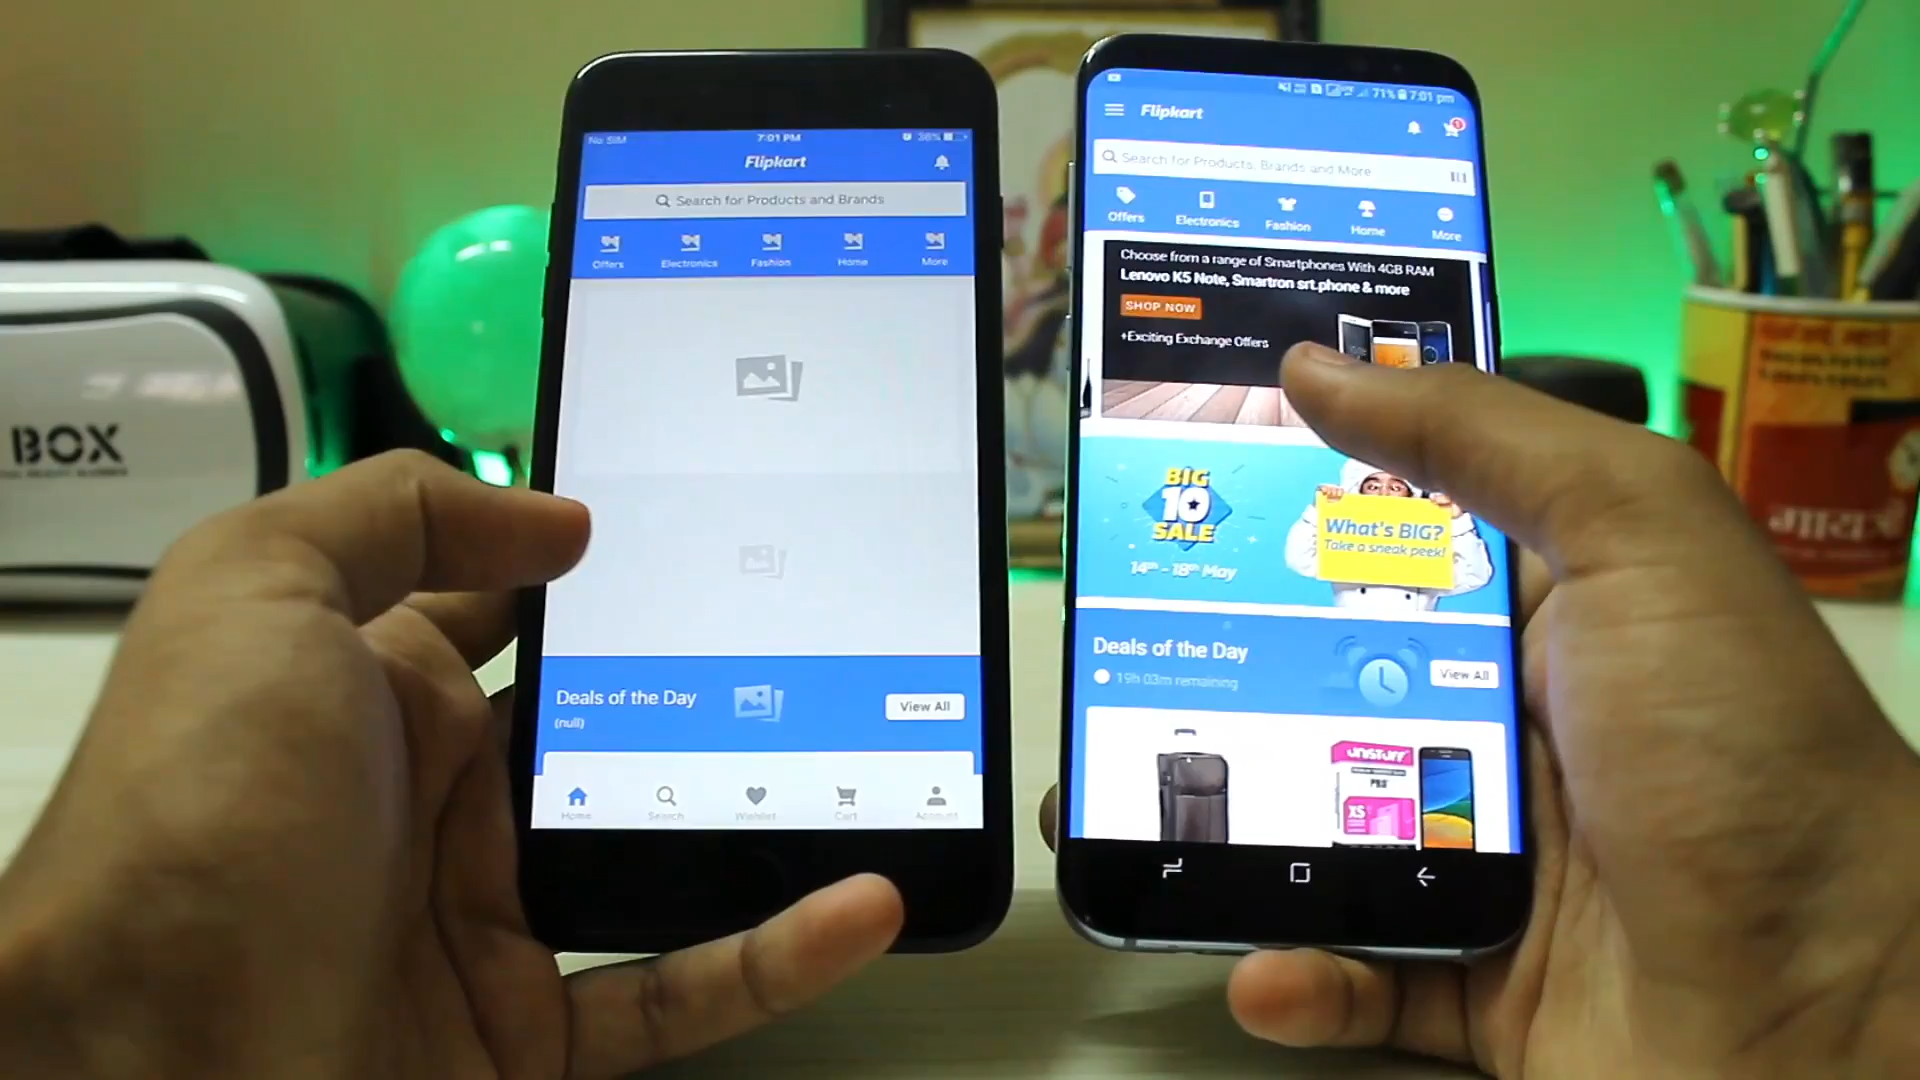 No SIM
7:01 PM
36%
Flipkart
Search for Products and Brands
Offers
Electronics
Fashion
Home
More
Deals of the Day
(null)
View All
Home
Search
Wishlist
Cart
Account
71% 7:01 pm
Flipkart
1
Search for Products, Brands and More
Offers
Electronics
Fashion
Home
More
Choose from a range of Smartphones With 4GB RAM
Lenovo K5 Note, Smartron srt.phone & more
SHOP NOW
+Exciting Exchange Offers
BIG
10
SALE
14th - 18th May
What's BIG?
Take a sneak peek!
Deals of the Day
19h 03m remaining
View All
PRO
XS
BOX